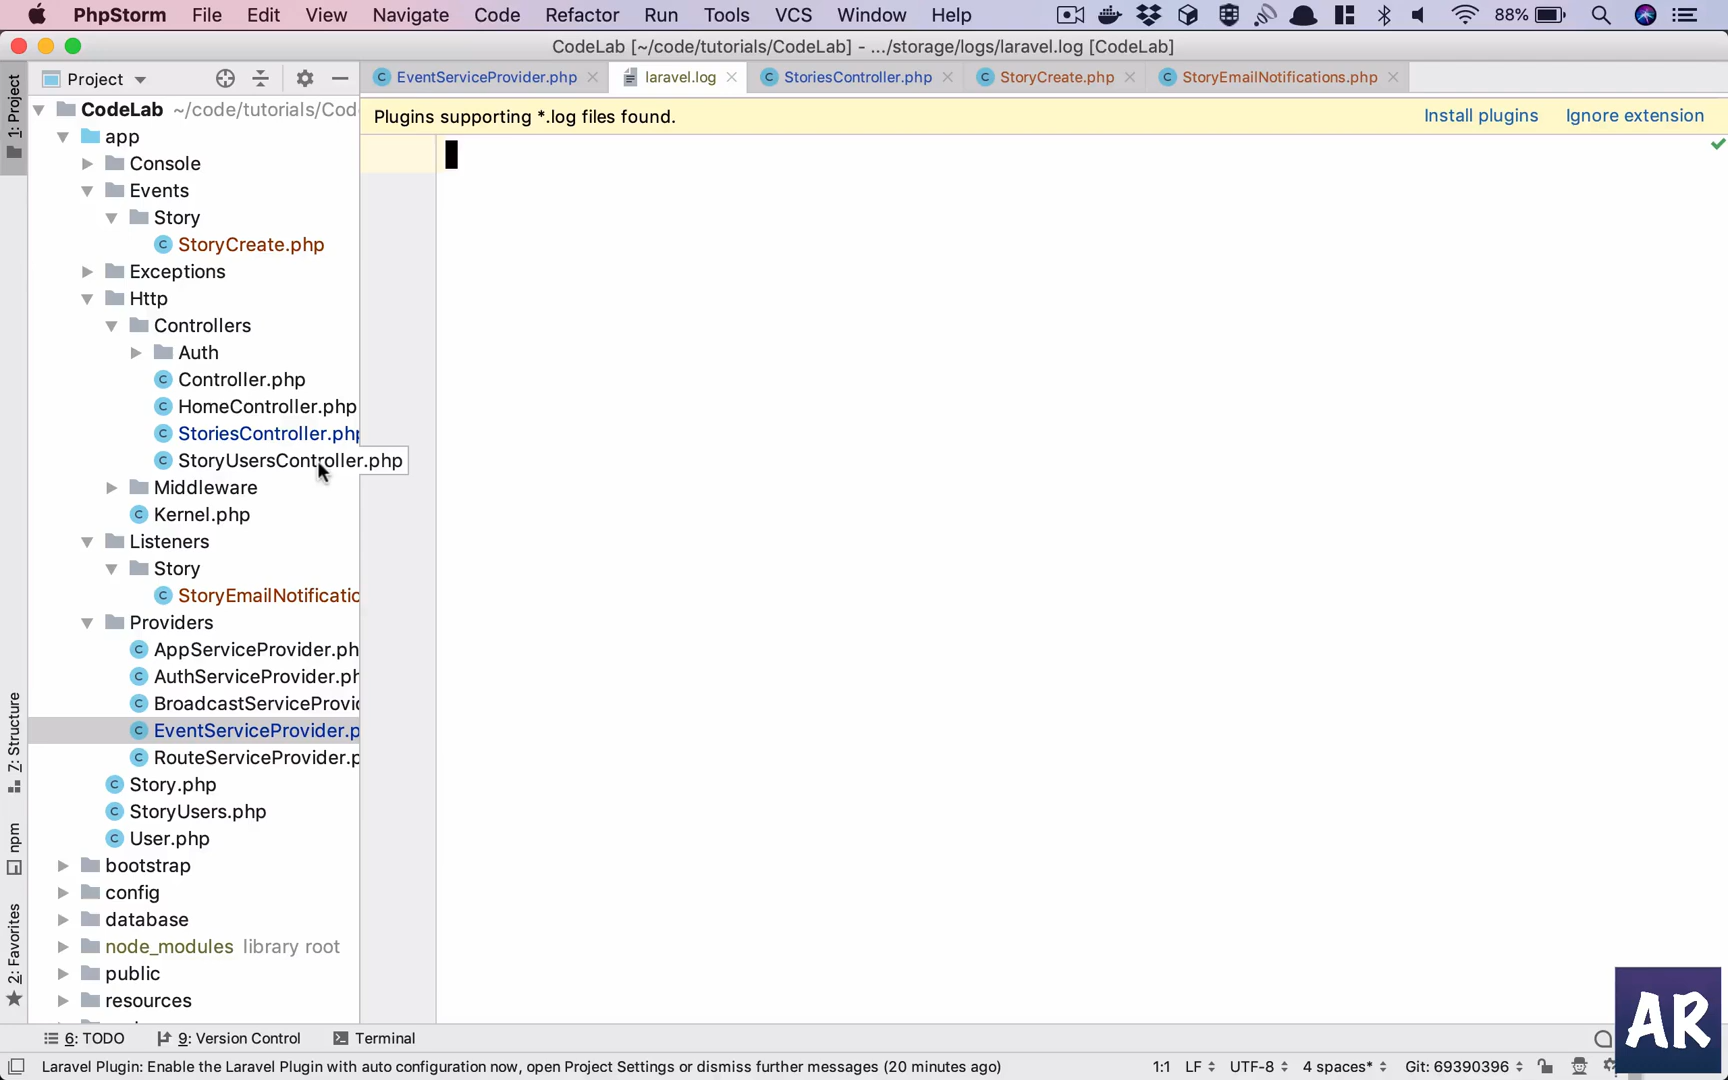 PhpStorm File Edit View Navigate Code Refactor Run Tools VCS Window Help 88%
CodeLab [~/code/tutorials/CodeLab] - .../storage/logs/laravel.log [CodeLab]
Project EventServiceProvider.php laravel.log StoriesController.php StoryCreate.php StoryEmailNotifications.php
CodeLab ~/code/tutorials/Cod
Plugins supporting *.log files found. Install plugins Ignore extension
app
Console
Events
Story
StoryCreate.php
Exceptions
Http
Controllers
Auth
Controller.php
HomeController.php
StoriesController.php
StoryUsersController.php
Middleware
Kernel.php
Listeners
Story
StoryEmailNotificatio
Providers
AppServiceProvider.ph
AuthServiceProvider.ph
BroadcastServiceProvid
EventServiceProvider.p
RouteServiceProvider.p
Story.php
StoryUsers.php
User.php
bootstrap
config
database
node_modules library root
public
resources
1: Project
7: Structure
npm
2: Favorites
6: TODO 9: Version Control Terminal
Laravel Plugin: Enable the Laravel Plugin with auto configuration now, open Project Settings or dismiss further messages (20 minutes ago) 1:1 LF UTF-8 4 spaces* Git: 69390396
AR